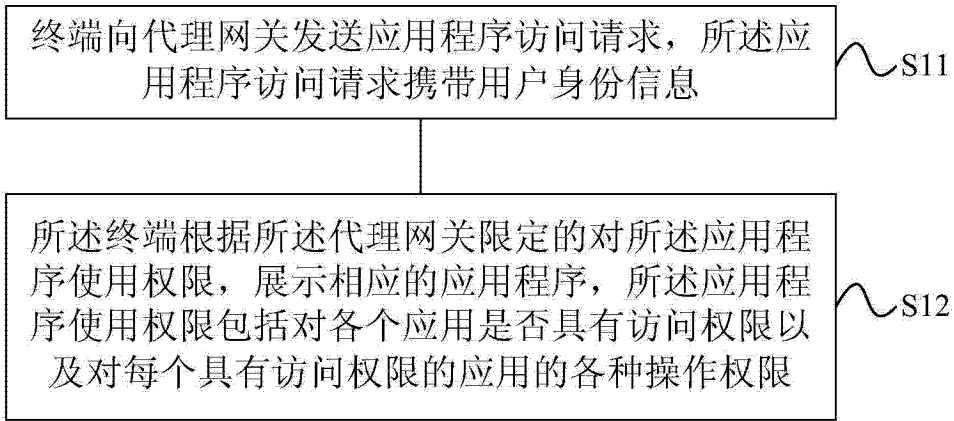 终端向代理网关发送应用程序访问请求，所述应
用程序访问请求携带用户身份信息
S11
所述终端根据所述代理网关限定的对所述应用程
序使用权限，展示相应的应用程序，所述应用程
序使用权限包括对各个应用是否具有访问权限以
及对每个具有访问权限的应用的各种操作权限
S12